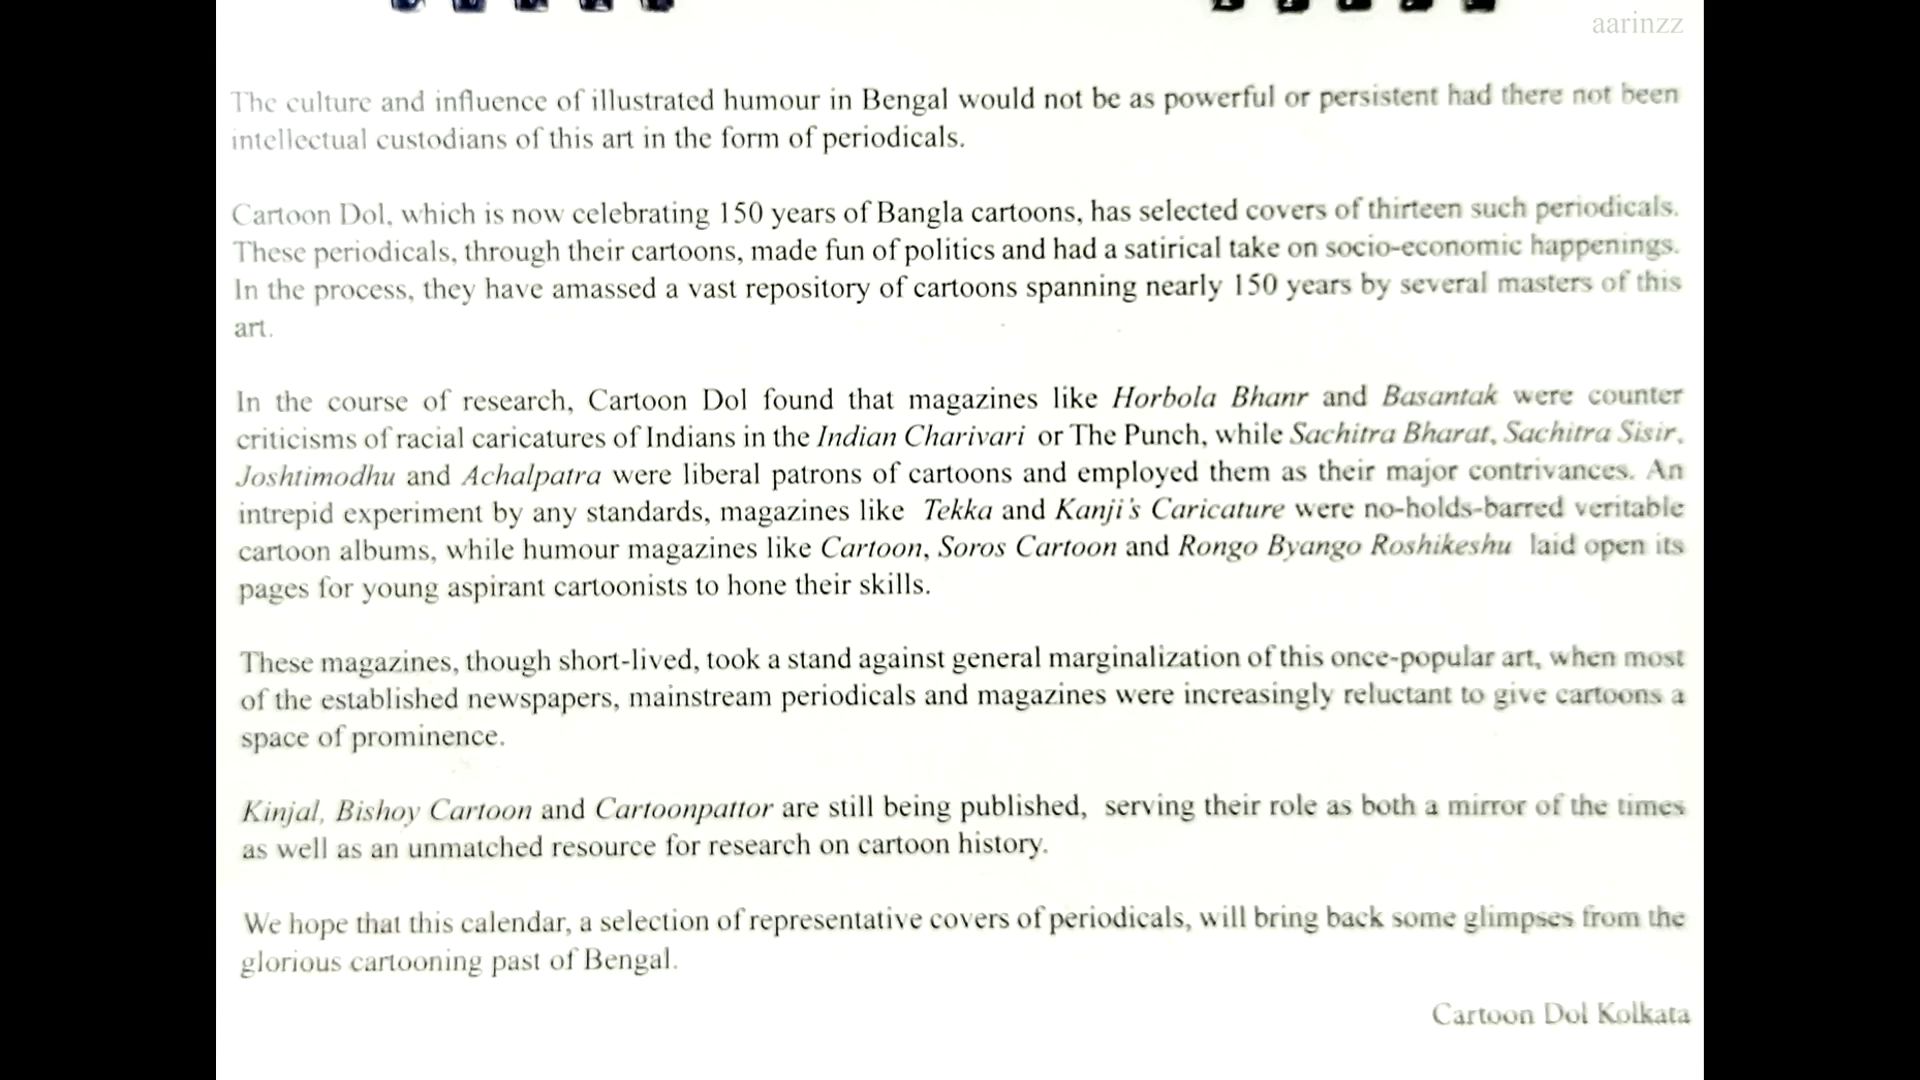 aarinzz
The culture and influence of illustrated humour in Bengal would not be as powerful or persistent had there not been
intellectual custodians of this art in the form of periodicals.
Cartoon Dol, which is now celebrating 150 years of Bangla cartoons, has selected covers of thirteen such periodicals.
These periodicals, through their cartoons, made fun of politics and had a satirical take on socio-economic happenings.
In the process, they have amassed a vast repository of cartoons spanning nearly 150 years by several masters of this
art.
In the course of research, Cartoon Dol found that magazines like Horbola Bhanr and Basantak were counter
criticisms of racial caricatures of Indians in the Indian Charivari or The Punch, while Sachitra Bharat, Sachitra Sisir,
Joshtimodhu and Achalpatra were liberal patrons of cartoons and employed them as their major contrivances. An
intrepid experiment by any standards, magazines like Tekka and Kanji's Caricature were no-holds-barred veritable
cartoon albums, while humour magazines like Cartoon, Soros Cartoon and Rongo Byango Roshikeshu laid open its
pages for young aspirant cartoonists to hone their skills.
These magazines, though short-lived, took a stand against general marginalization of this once-popular art, when most
of the established newspapers, mainstream periodicals and magazines were increasingly reluctant to give cartoons a
space of prominence.
Kinjal, Bishoy Cartoon and Cartoonpattor are still being published, serving their role as both a mirror of the times
as well as an unmatched resource for research on cartoon history.
We hope that this calendar, a selection of representative covers of periodicals, will bring back some glimpses from the
glorious cartooning past of Bengal.
Cartoon Dol Kolkata